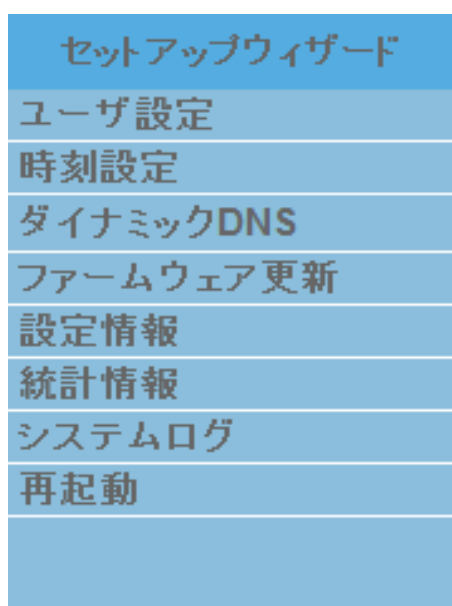 セットアップウィザード
ユーザ設定
時刻設定
ダイナミックDNS
ファームウェア更新
設定情報
統計情報
システムログ
再起動